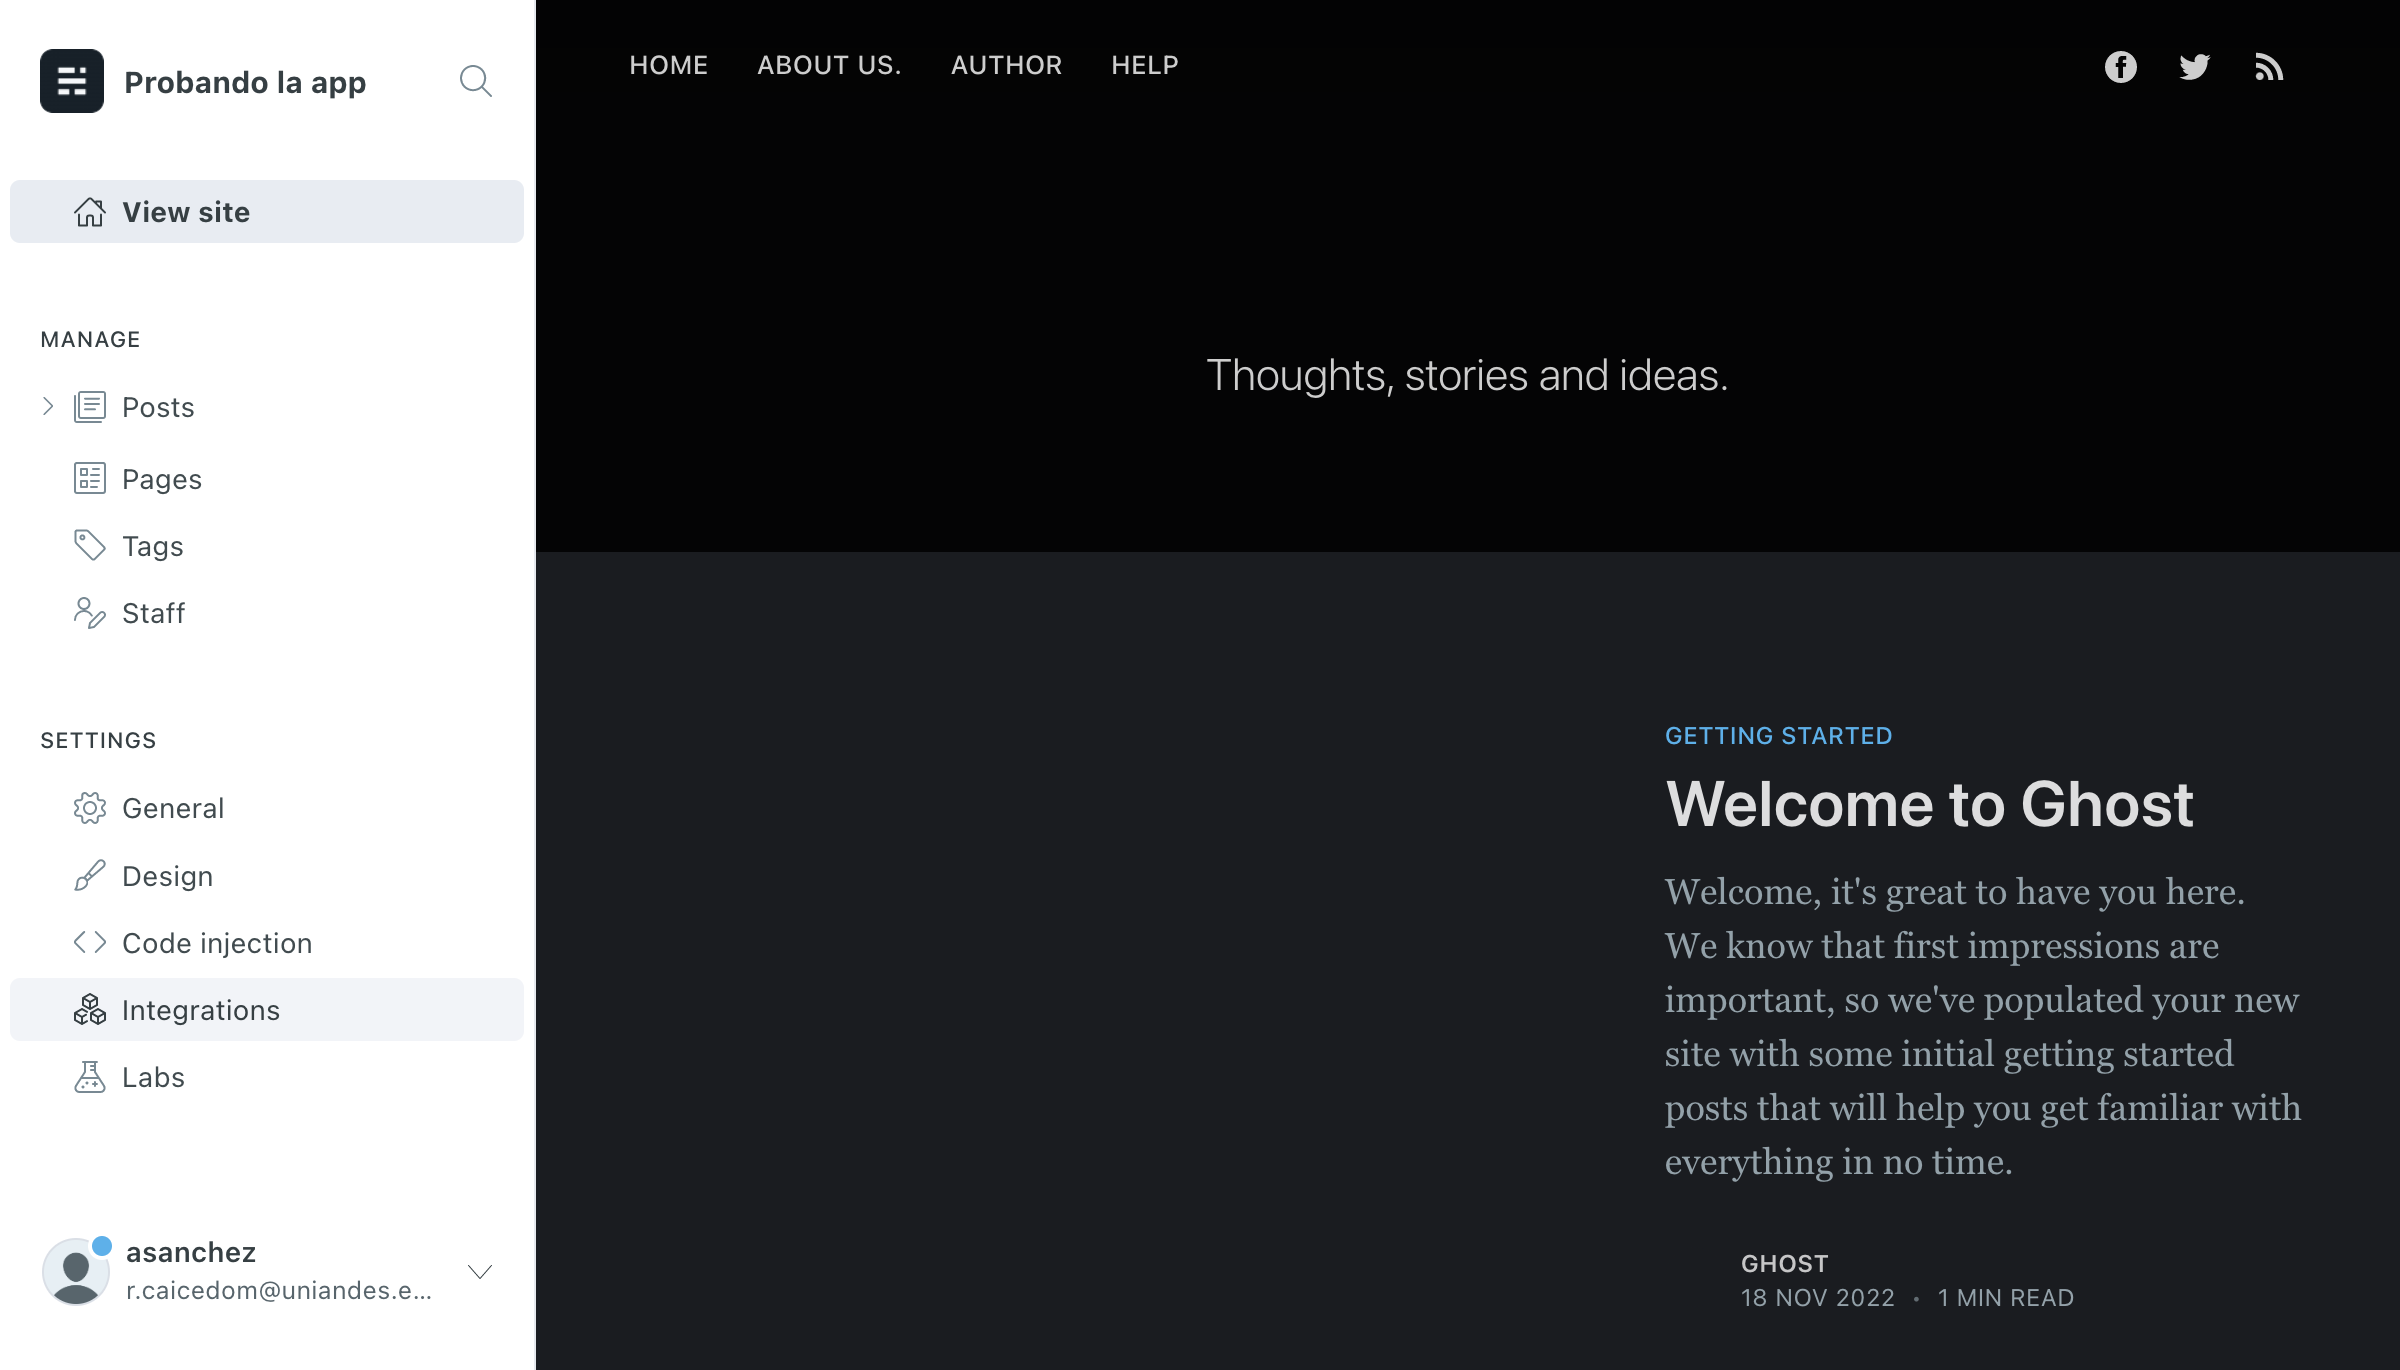 Probando la app
View site
MANAGE
Posts
Pages
Tags
Staff
SETTINGS
General
Design
Code injection
Integrations
Labs
asanchez
r.caicedom@uniandes.e...
HOME ABOUT US. AUTHOR HELP
Thoughts, stories and ideas.
GETTING STARTED
Welcome to Ghost
Welcome, it's great to have you here.
We know that first impressions are
important, so we've populated your new
site with some initial getting started
posts that will help you get familiar with
everything in no time.
GHOST
18 NOV 2022 • 1 MIN READ